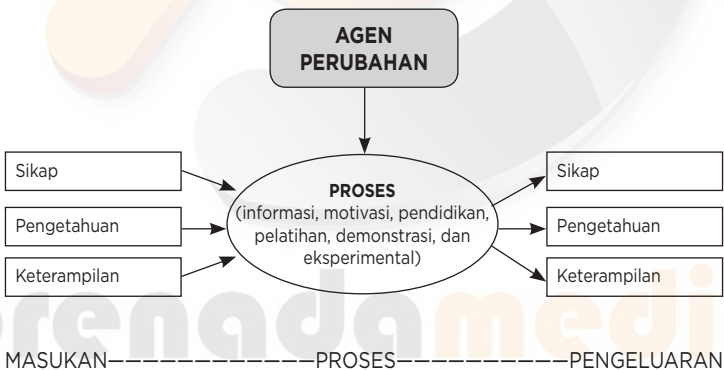 AGEN
PERUBAHAN
Sikap
Pengetahuan
Keterampilan
PROSES
(informasi, motivasi, pendidikan,
pelatihan, demonstrasi, dan
eksperimental)
Sikap
Pengetahuan
Keterampilan
renadamedi
MASUKAN————————————PROSES——————————PENGELUARAN